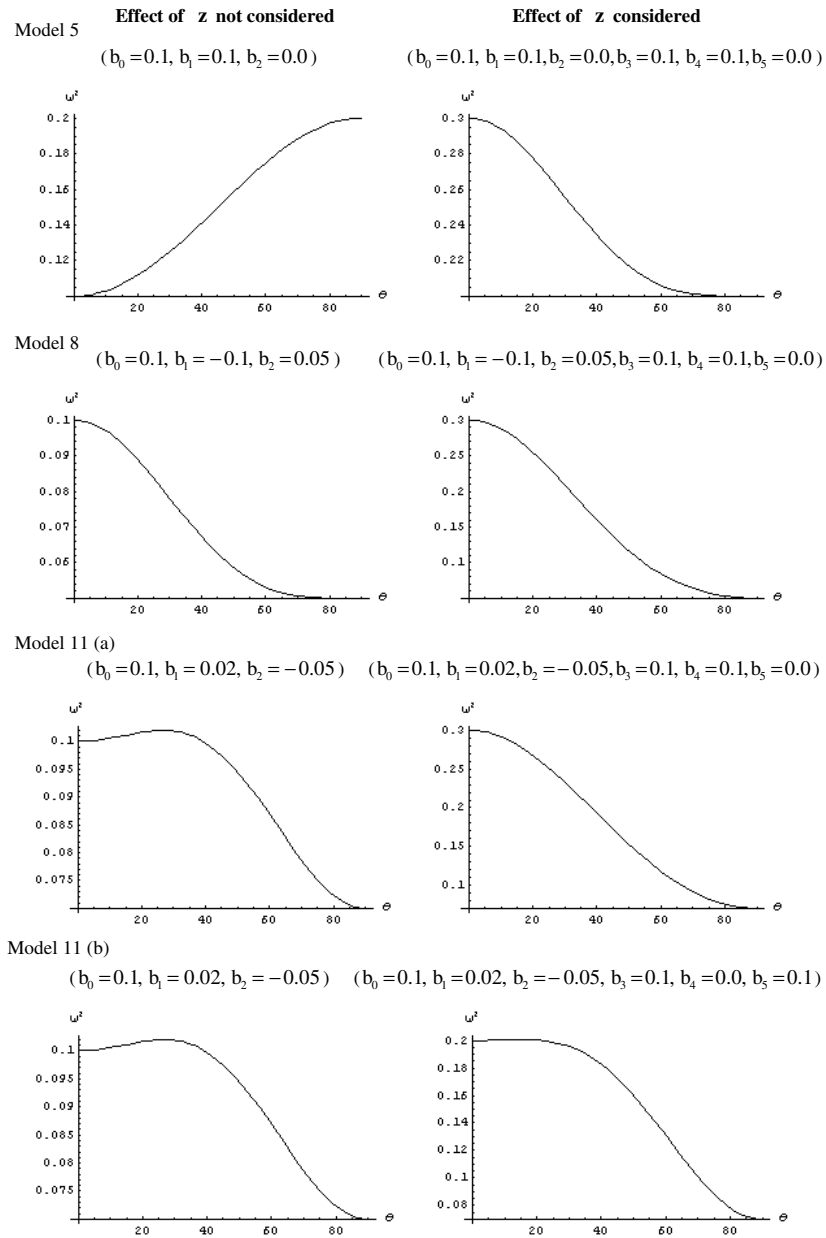 Effect of z not considered
Effect of z considered
Model 5
(b₀ = 0.1, b₁ = 0.1, b₂ = 0.0)
(b₀ = 0.1, b₁ = 0.1, b₂ = 0.0, b₃ = 0.1, b₄ = 0.1, b₅ = 0.0)
ω²
0.2
0.18
0.16
0.14
0.12
20 40 60 80 θ
ω²
0.3
0.28
0.26
0.24
0.22
20 40 60 80 θ
Model 8
(b₀ = 0.1, b₁ = −0.1, b₂ = 0.05)
(b₀ = 0.1, b₁ = −0.1, b₂ = 0.05, b₃ = 0.1, b₄ = 0.1, b₅ = 0.0)
ω²
0.1
0.09
0.08
0.07
0.06
20 40 60 80 θ
ω²
0.3
0.25
0.2
0.15
0.1
20 40 60 80 θ
Model 11 (a)
(b₀ = 0.1, b₁ = 0.02, b₂ = −0.05)
(b₀ = 0.1, b₁ = 0.02, b₂ = −0.05, b₃ = 0.1, b₄ = 0.1, b₅ = 0.0)
ω²
0.1
0.095
0.09
0.085
0.08
0.075
20 40 60 80 θ
ω²
0.3
0.25
0.2
0.15
0.1
20 40 60 80 θ
Model 11 (b)
(b₀ = 0.1, b₁ = 0.02, b₂ = −0.05)
(b₀ = 0.1, b₁ = 0.02, b₂ = −0.05, b₃ = 0.1, b₄ = 0.0, b₅ = 0.1)
ω²
0.1
0.095
0.09
0.085
0.08
0.075
20 40 60 80 θ
ω²
0.2
0.18
0.16
0.14
0.12
0.1
0.08
20 40 60 80 θ